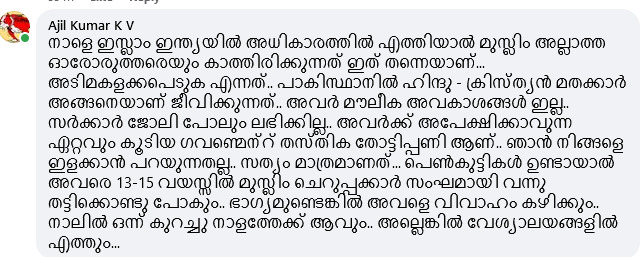 Ajil Kumar K V
നാളെ ഇസ്ലാം ഇന്ത്യയിൽ അധികാരത്തിൽ എത്തിയാൽ മുസ്ലിം അല്ലാത്ത
ഓരോരുത്തരെയും കാത്തിരിക്കുന്നത് ഇത് തന്നെയാണ്...
അടിമകളക്കപെടുക എന്നത്.. പാകിസ്ഥാനിൽ ഹിന്ദു - ക്രിസ്ത്യൻ മതക്കാർ
അങ്ങനെയാണ് ജീവിക്കുന്നത്.. അവർ മൗലീക അവകാശങ്ങൾ ഇല്ല..
സർക്കാർ ജോലി പോലും ലഭിക്കില്ല.. അവർക്ക് അപേക്ഷിക്കാവുന്ന
ഏറ്റവും കൂടിയ ഗവണ്മെന്റ് തസ്തിക തോട്ടിപ്പണി ആണ്.. ഞാൻ നിങ്ങളെ
ഇളക്കാൻ പറയുന്നതല്ല.. സത്യം മാത്രമാണത്... പെൺകുട്ടികൾ ഉണ്ടായാൽ
അവരെ 13-15 വയസ്സിൽ മുസ്ലിം ചെറുപ്പക്കാർ സംഘമായി വന്നു
തട്ടിക്കൊണ്ടു പോകും.. ഭാഗ്യമുണ്ടെങ്കിൽ അവളെ വിവാഹം കഴിക്കും..
നാലിൽ ഒന്ന് കുറച്ചു നാളത്തേക്ക് ആവും.. അല്ലെങ്കിൽ വേശ്യാലയങ്ങളിൽ
എത്തും...